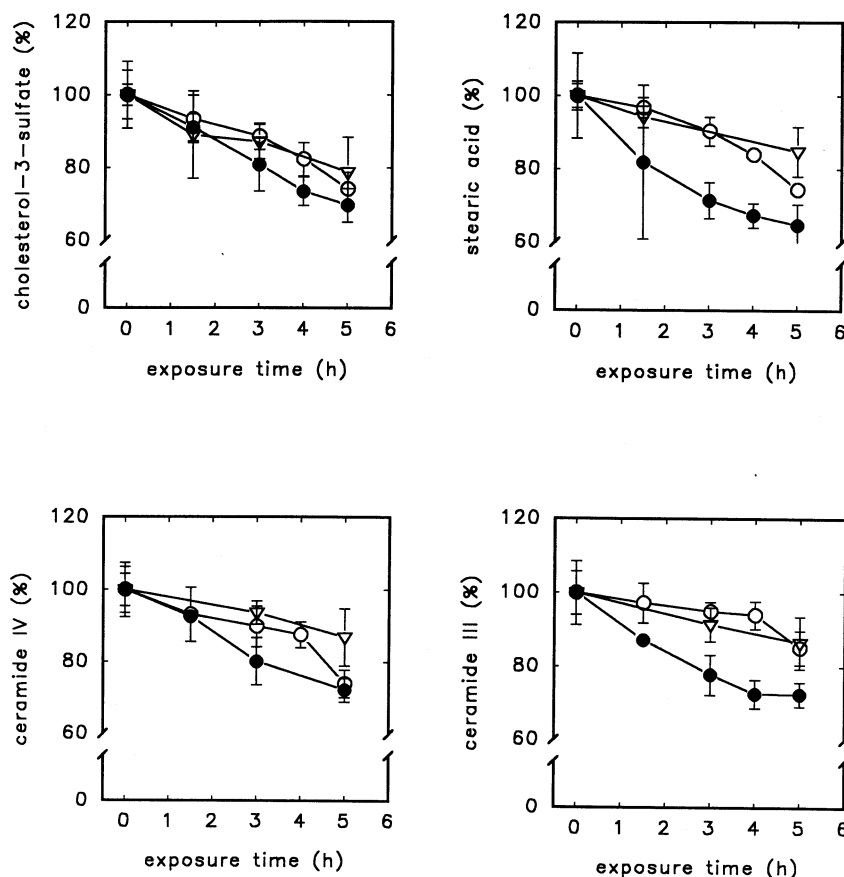 cholesterol-3-sulfate (%)
120
100
80
60
0
0 1 2 3 4 5 6
exposure time (h)
stearic acid (%)
120
100
80
60
0
0 1 2 3 4 5 6
exposure time (h)
ceramide IV (%)
120
100
80
60
0
0 1 2 3 4 5 6
exposure time (h)
ceramide III (%)
120
100
80
60
0
0 1 2 3 4 5 6
exposure time (h)